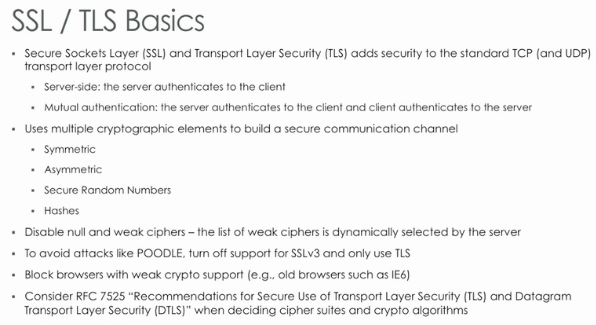 SSL / TLS Basics
▪ Secure Sockets Layer (SSL) and Transport Layer Security (TLS) adds security to the standard TCP (and UDP)
transport layer protocol
▪ Server-side: the server authenticates to the client
▪ Mutual authentication: the server authenticates to the client and client authenticates to the server
▪ Uses multiple cryptographic elements to build a secure communication channel
▪ Symmetric
▪ Asymmetric
▪ Secure Random Numbers
▪ Hashes
▪ Disable null and weak ciphers – the list of weak ciphers is dynamically selected by the server
▪ To avoid attacks like POODLE, turn off support for SSLv3 and only use TLS
▪ Block browsers with weak crypto support (e.g., old browsers such as IE6)
▪ Consider RFC 7525 “Recommendations for Secure Use of Transport Layer Security (TLS) and Datagram
Transport Layer Security (DTLS)” when deciding cipher suites and crypto algorithms